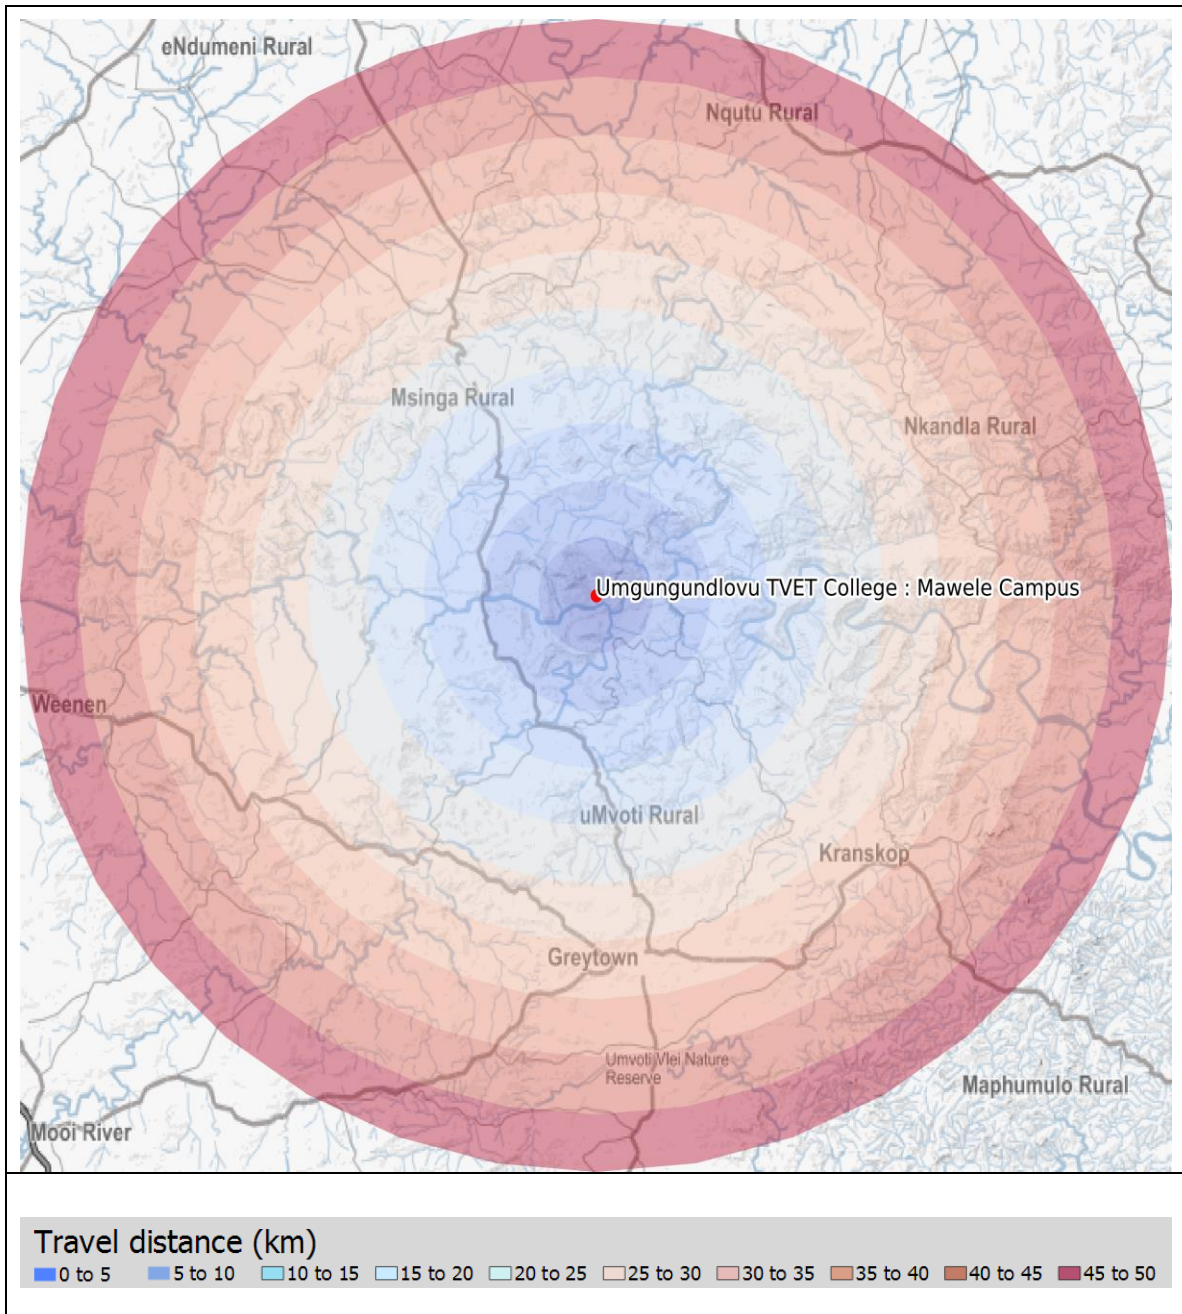 eNdumeni Rural
Nqutu Rural
Msinga Rural
Nkandla Rural
Umgungundlovu TVET College : Mawele Campus
Weenen
uMvoti Rural
Kranskop
Greytown
Umvoti Vlei Nature
Reserve
Maphumulo Rural
Mooi River
Travel distance (km)
0 to 5 5 to 10 10 to 15 15 to 20 20 to 25 25 to 30 30 to 35 35 to 40 40 to 45 45 to 50